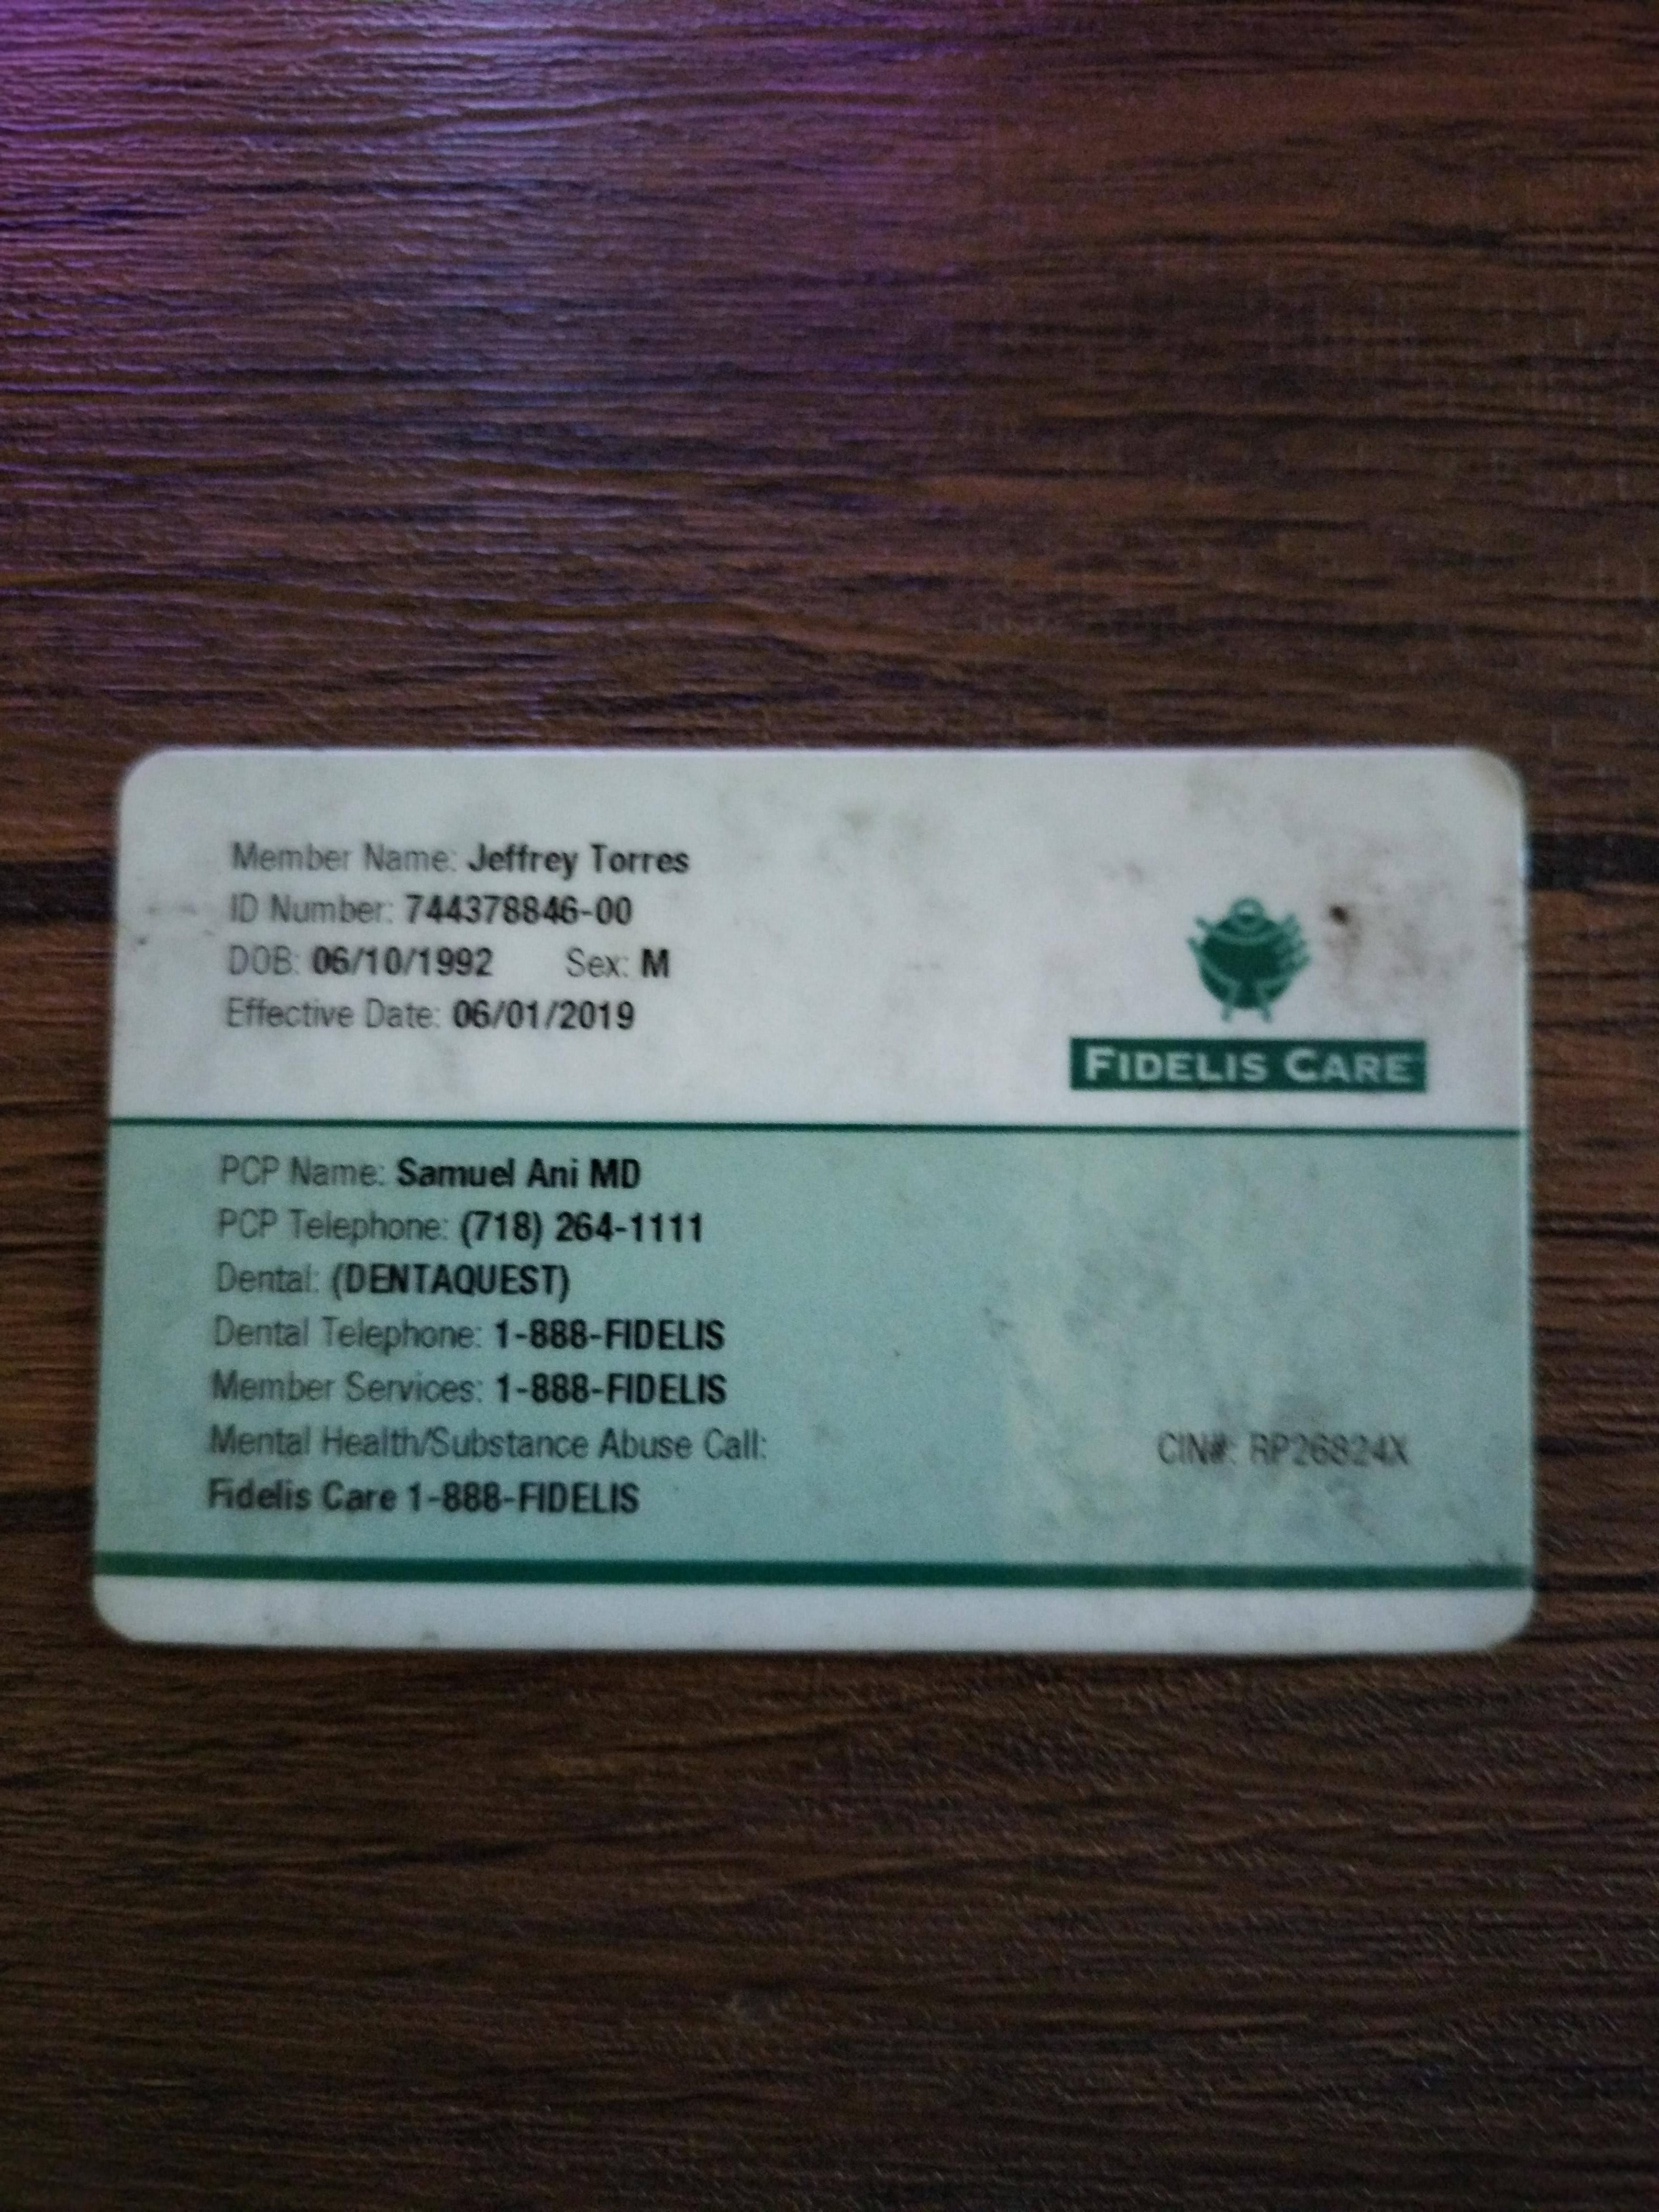 Member Name: Jeffrey Torres
ID Number: 744378846-00
DOB: 06/10/1992 Sex: M
Effective Date: 06/01/2019
FIDELIS CARE
PCP Name: Samuel Ani MD
PCP Telephone: (718) 264-1111
Dental: (DENTAQUEST)
Dental Telephone: 1-888-FIDELIS
Member Services: 1-888-FIDELIS
Mental Health/Substance Abuse Call:
Fidelis Care 1-888-FIDELIS
CIN#: RP26824X